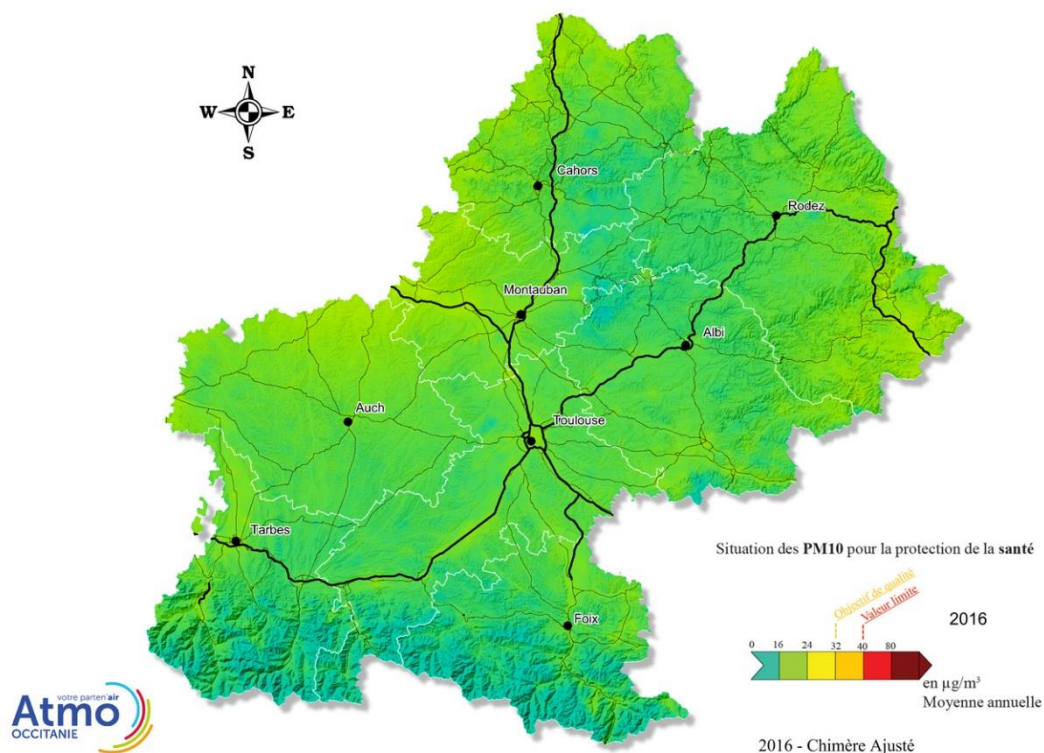 N
W E
S
Cahors
Rodez
Montauban
Albi
Auch
Toulouse
Tarbes
Foix
Situation des PM10 pour la protection de la santé
Objectif de qualité
Valeur limite
2016
0 16 24 32 40 80
en µg/m³
Moyenne annuelle
2016 - Chimère Ajusté
votre parten'air
Atmo
OCCITANIE